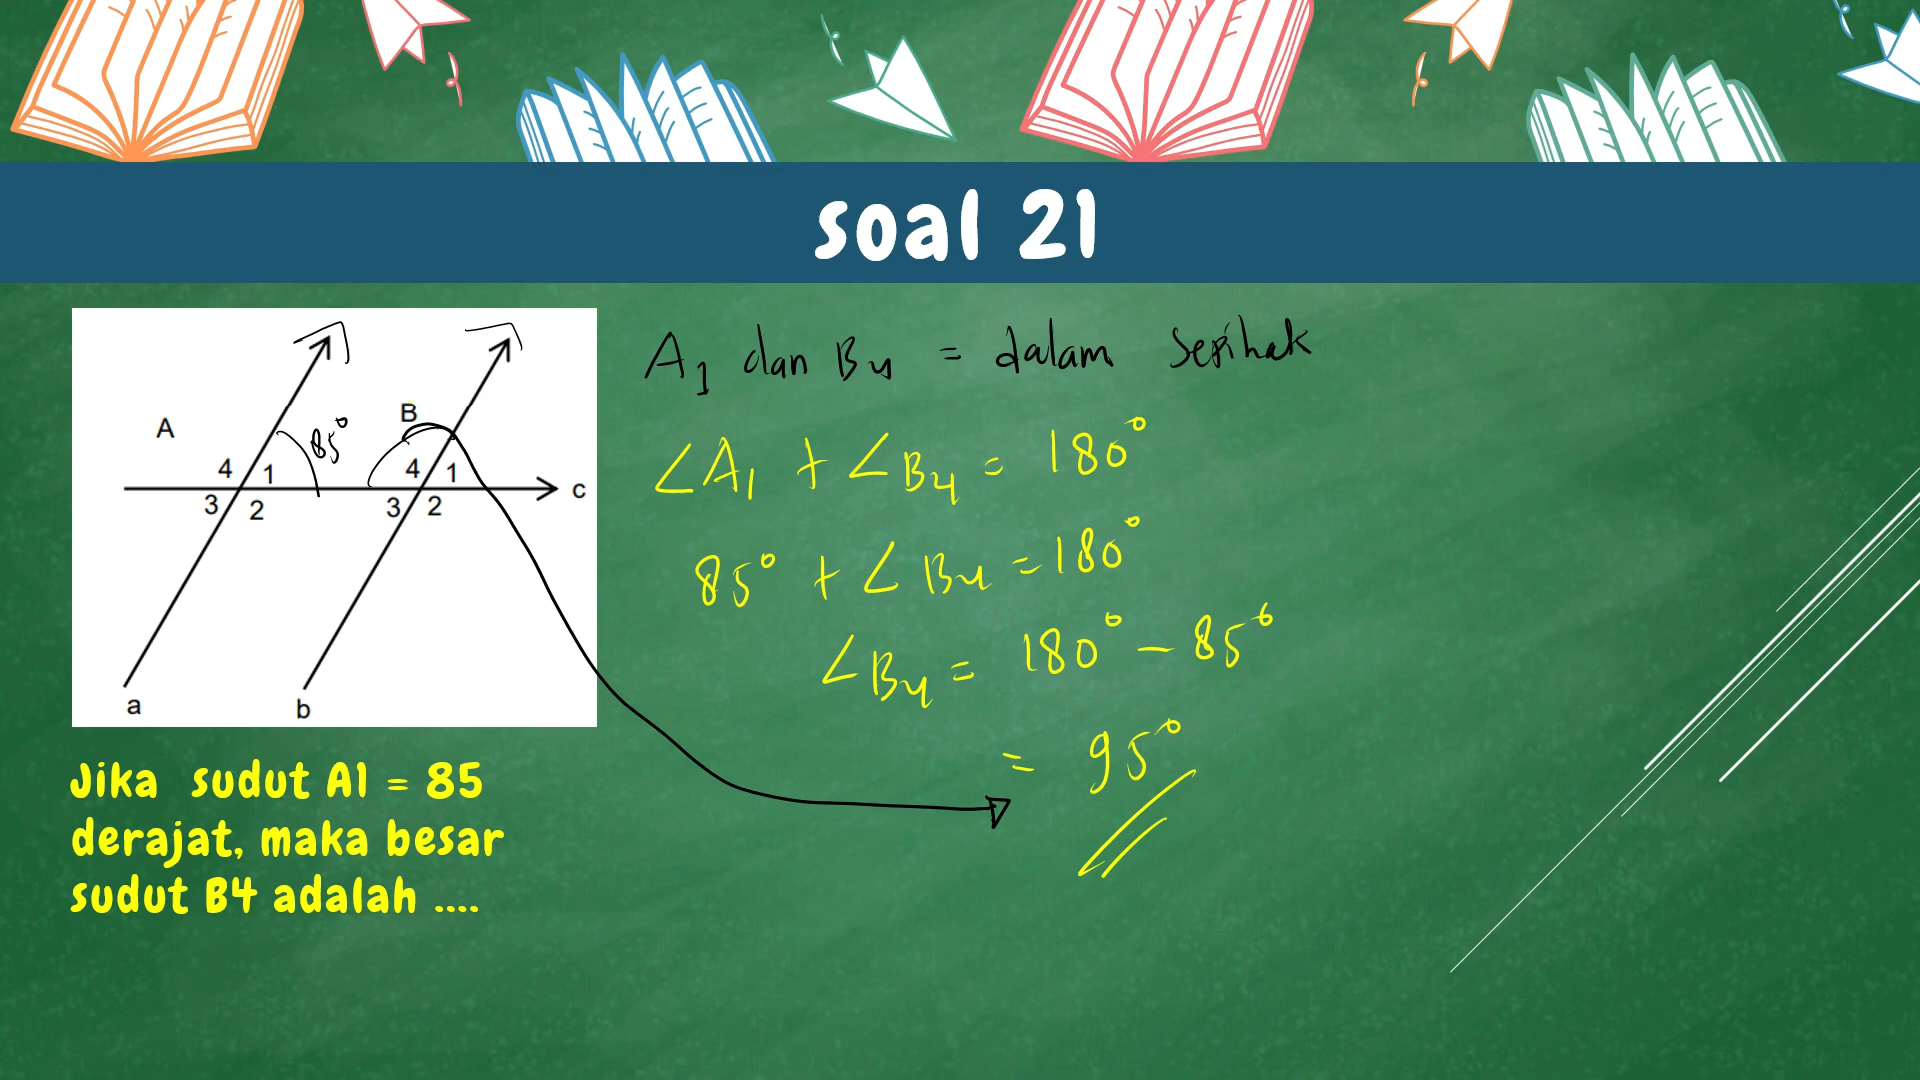 soal 21
A
B
85°
4 1
4 1
c
3 2
3 2
a
b
Jika sudut A1 = 85
derajat, maka besar
sudut B4 adalah ....
A1 dan B4 = dalam sepihak
∠A1 + ∠B4 = 180°
85° + ∠B4 = 180°
∠B4 = 180° - 85°
= 95°